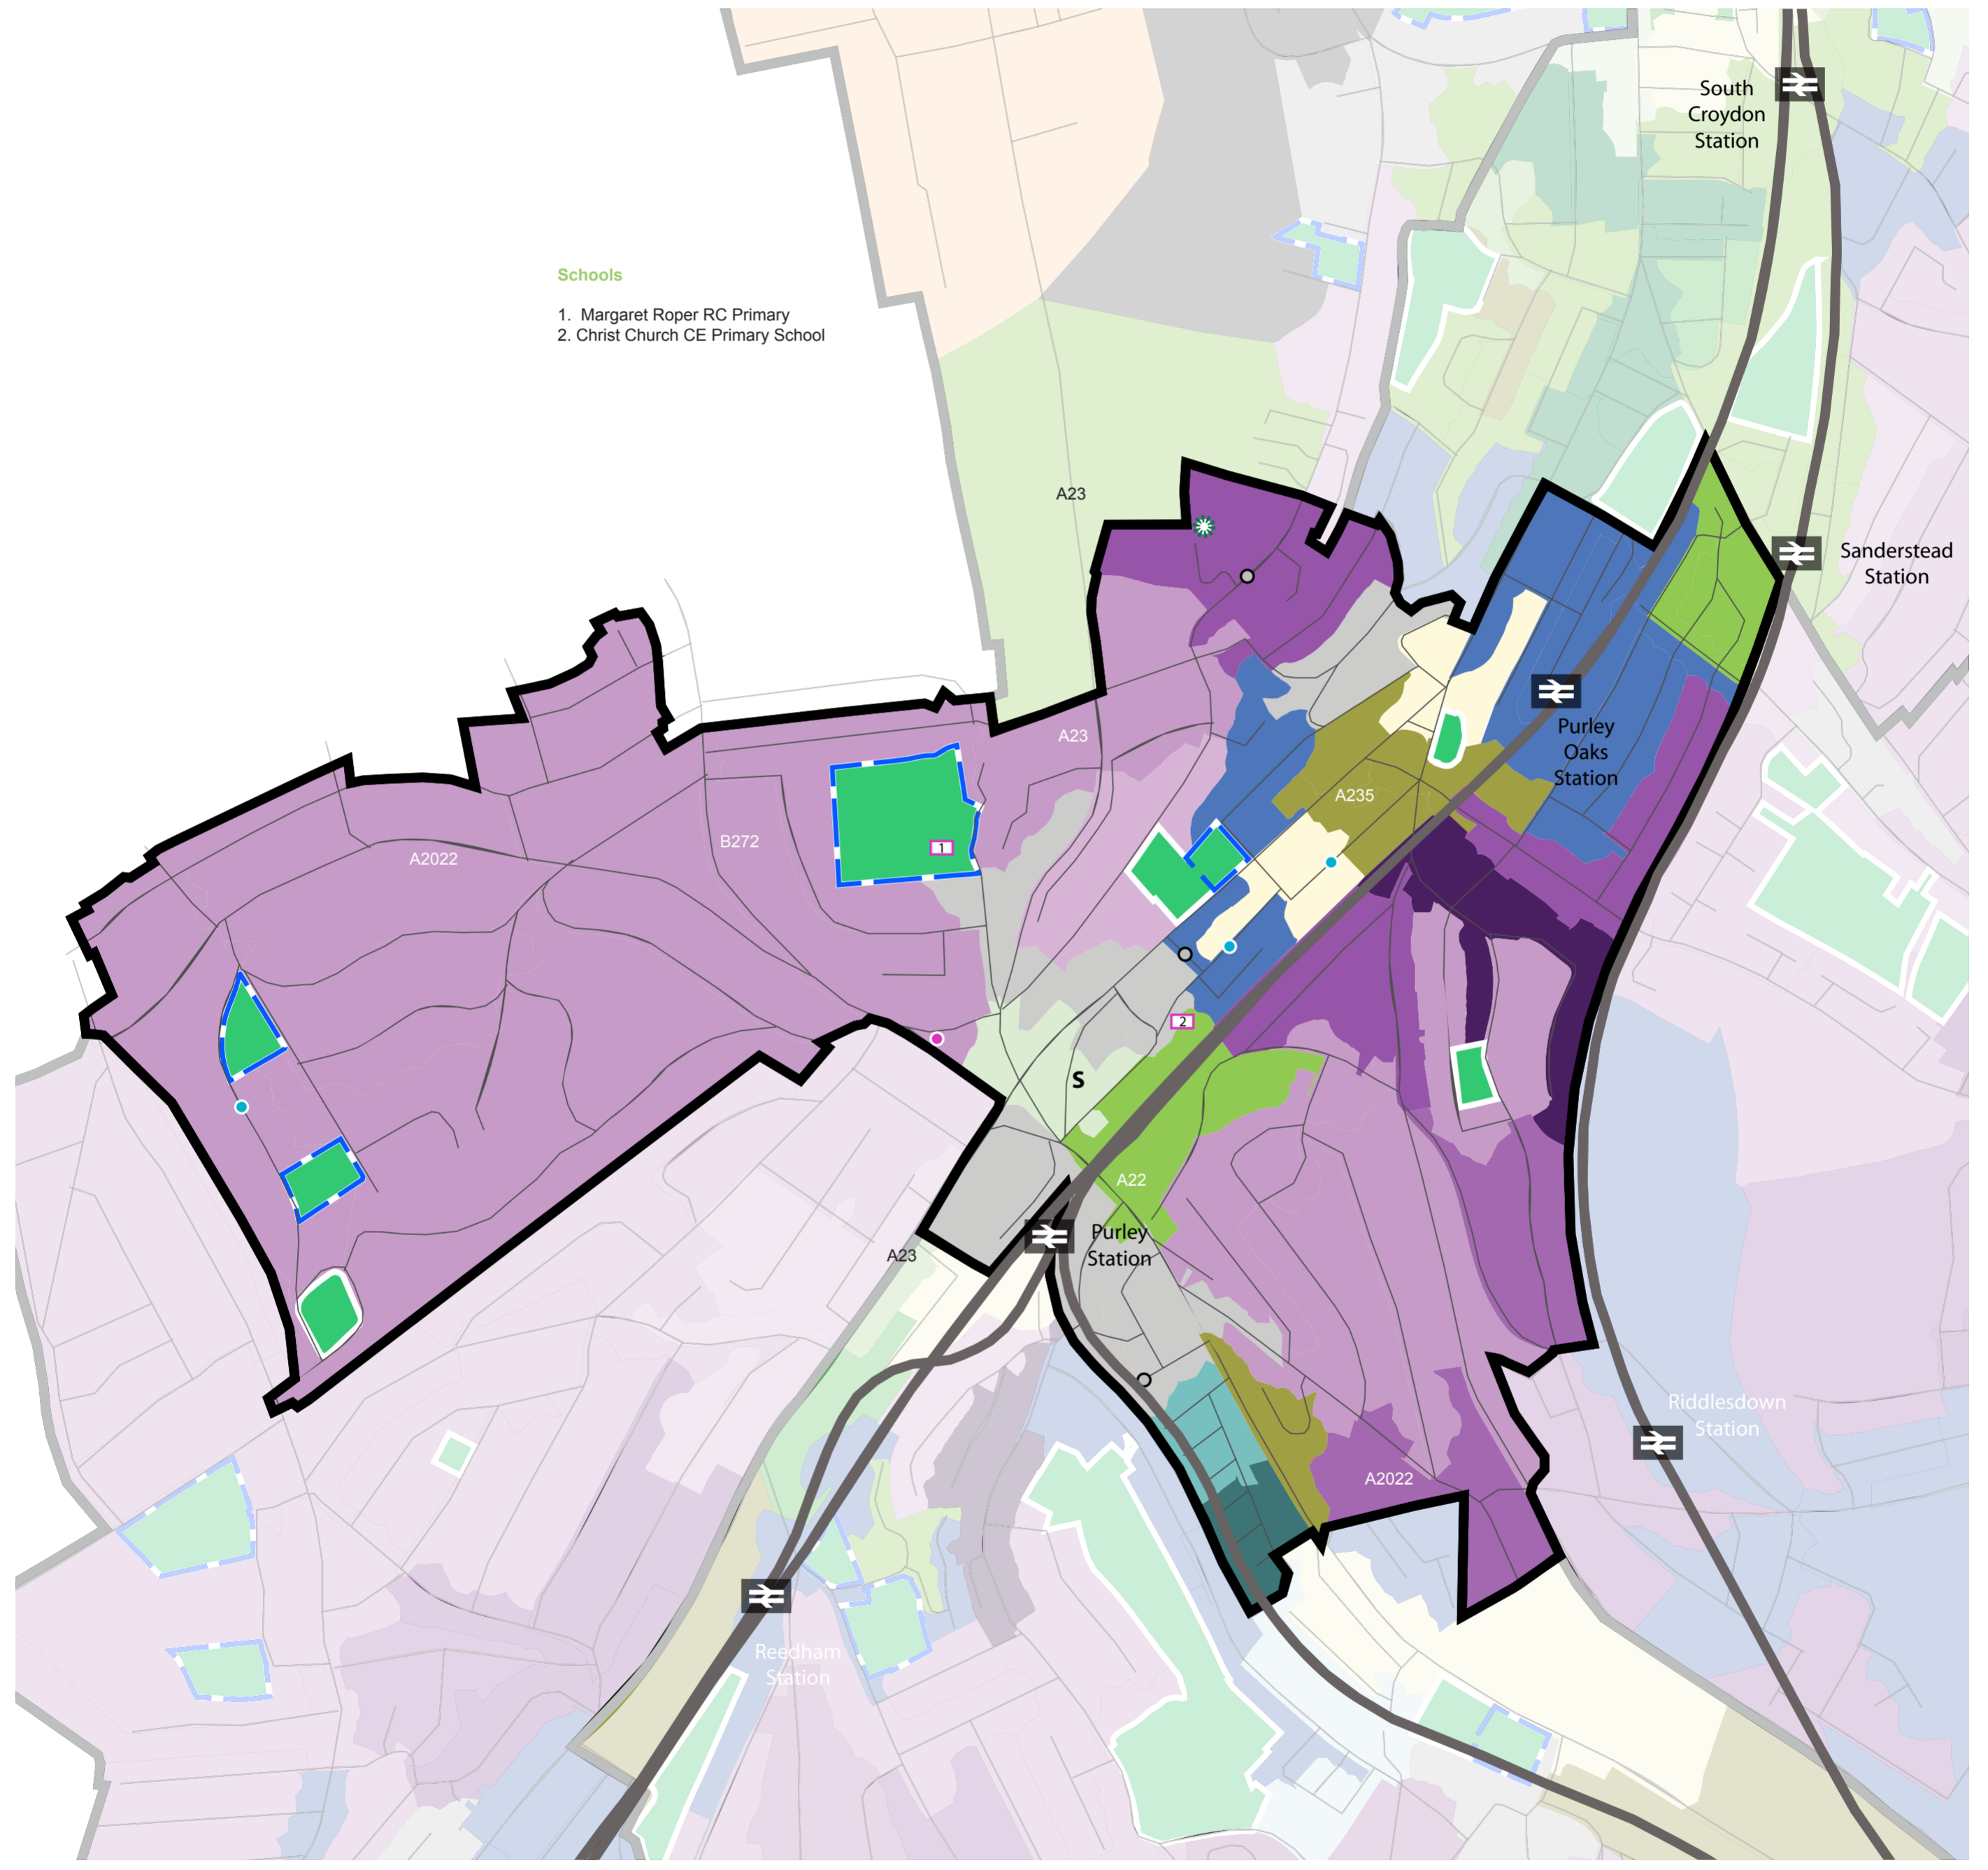 South
Croydon
Station
Schools
1. Margaret Roper RC Primary
2. Christ Church CE Primary School
A23
Sanderstead
Station
A23
Purley
Oaks
Station
A235
B272
1
A2022
2
S
A22
Purley
Station
A23
Riddlesdown
Station
A2022
Reedham
Station